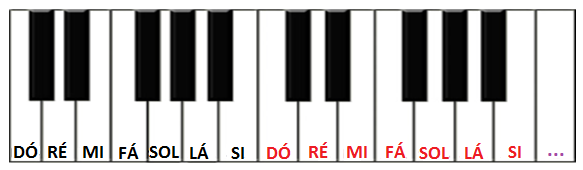 DÓ RÉ MI FÁ SOL LÁ SI DÓ RÉ MI FÁ SOL LÁ SI ...